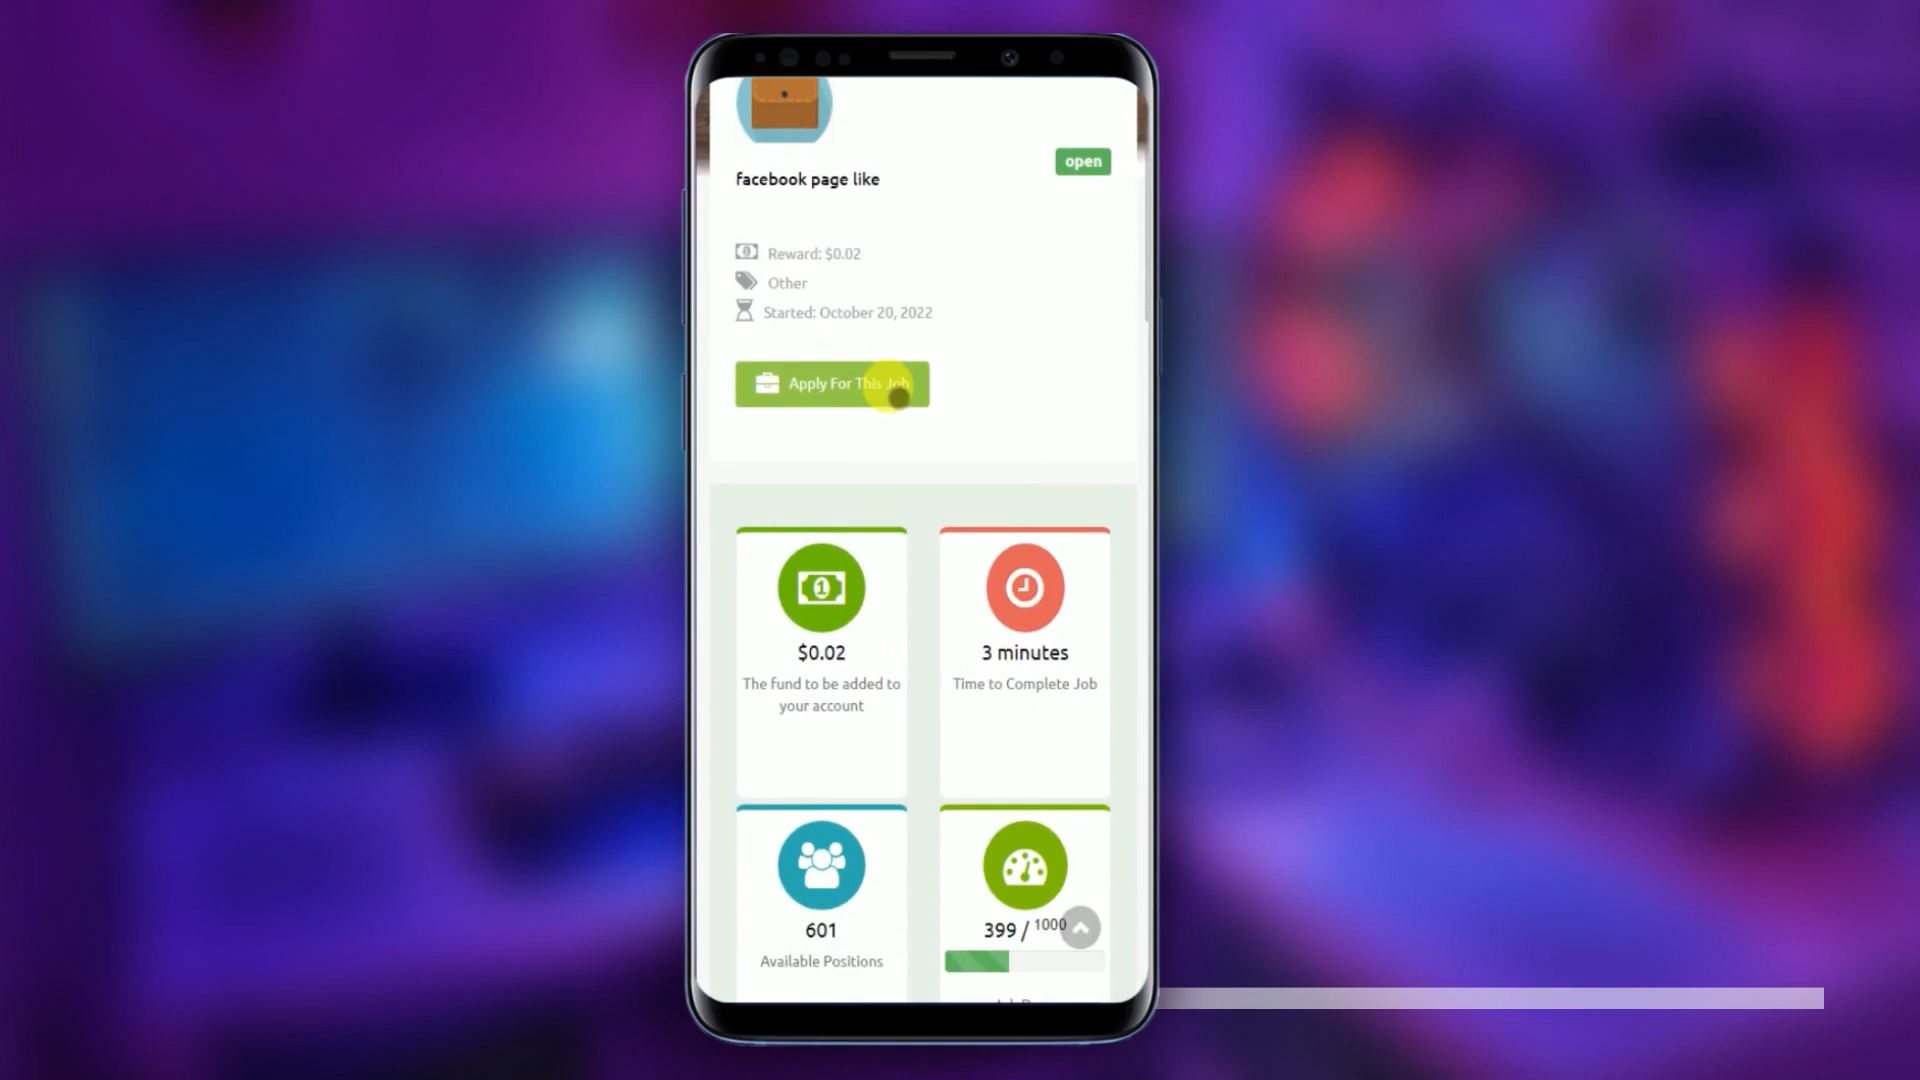 open
facebook page like
Reward: $0.02
Other
Started: October 20, 2022
Apply For This Job
$0.02
The fund to be added to
your account
3 minutes
Time to Complete Job
601
Available Positions
399 / 1000